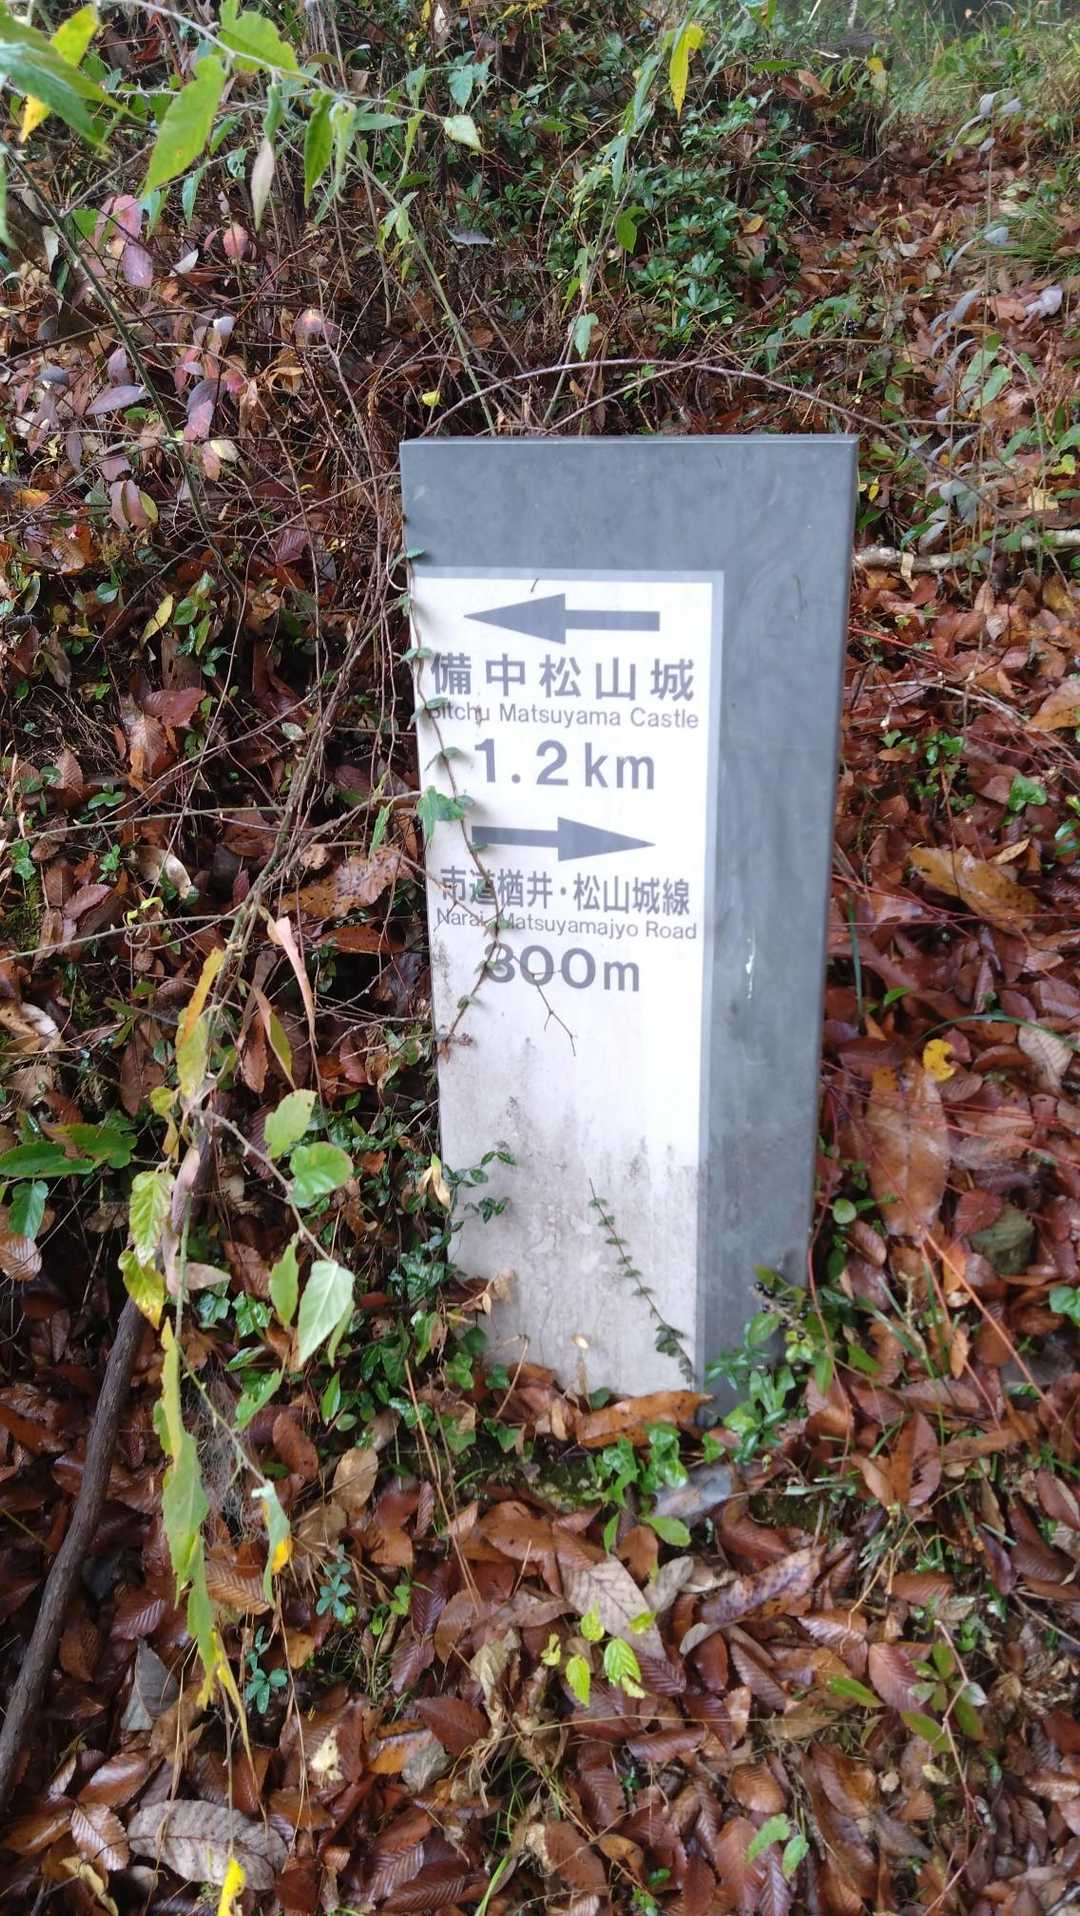 備中松山城
Bitchu Matsuyama Castle
1.2km
市道楢井・松山城線
Narai Matsuyamajyo Road
300m